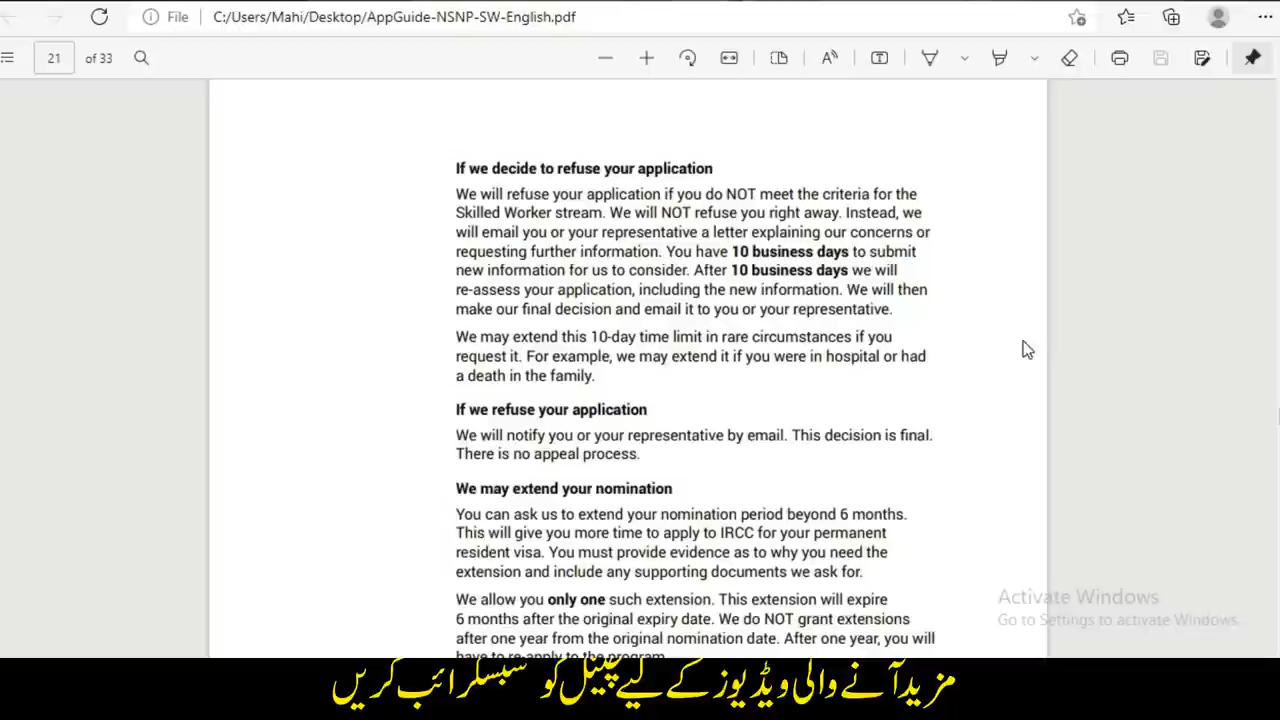 File
C:/Users/Mahi/Desktop/AppGuide-NSNP-SW-English.pdf
21 of 33
If we decide to refuse your application
We will refuse your application if you do NOT meet the criteria for the
Skilled Worker stream. We will NOT refuse you right away. Instead, we
will email you or your representative a letter explaining our concerns or
requesting further information. You have 10 business days to submit
new information for us to consider. After 10 business days we will
re-assess your application, including the new information. We will then
make our final decision and email it to you or your representative.
We may extend this 10-day time limit in rare circumstances if you
request it. For example, we may extend it if you were in hospital or had
a death in the family.
If we refuse your application
We will notify you or your representative by email. This decision is final.
There is no appeal process.
We may extend your nomination
You can ask us to extend your nomination period beyond 6 months.
This will give you more time to apply to IRCC for your permanent
resident visa. You must provide evidence as to why you need the
extension and include any supporting documents we ask for.
We allow you only one such extension. This extension will expire
6 months after the original expiry date. We do NOT grant extensions
after one year from the original nomination date. After one year, you will
have to re-apply to the program.
Activate Windows
Go to Settings to activate Windows.
مزید آنے والی ویڈیوز کے لیے چینل کو سبسکرائب کریں